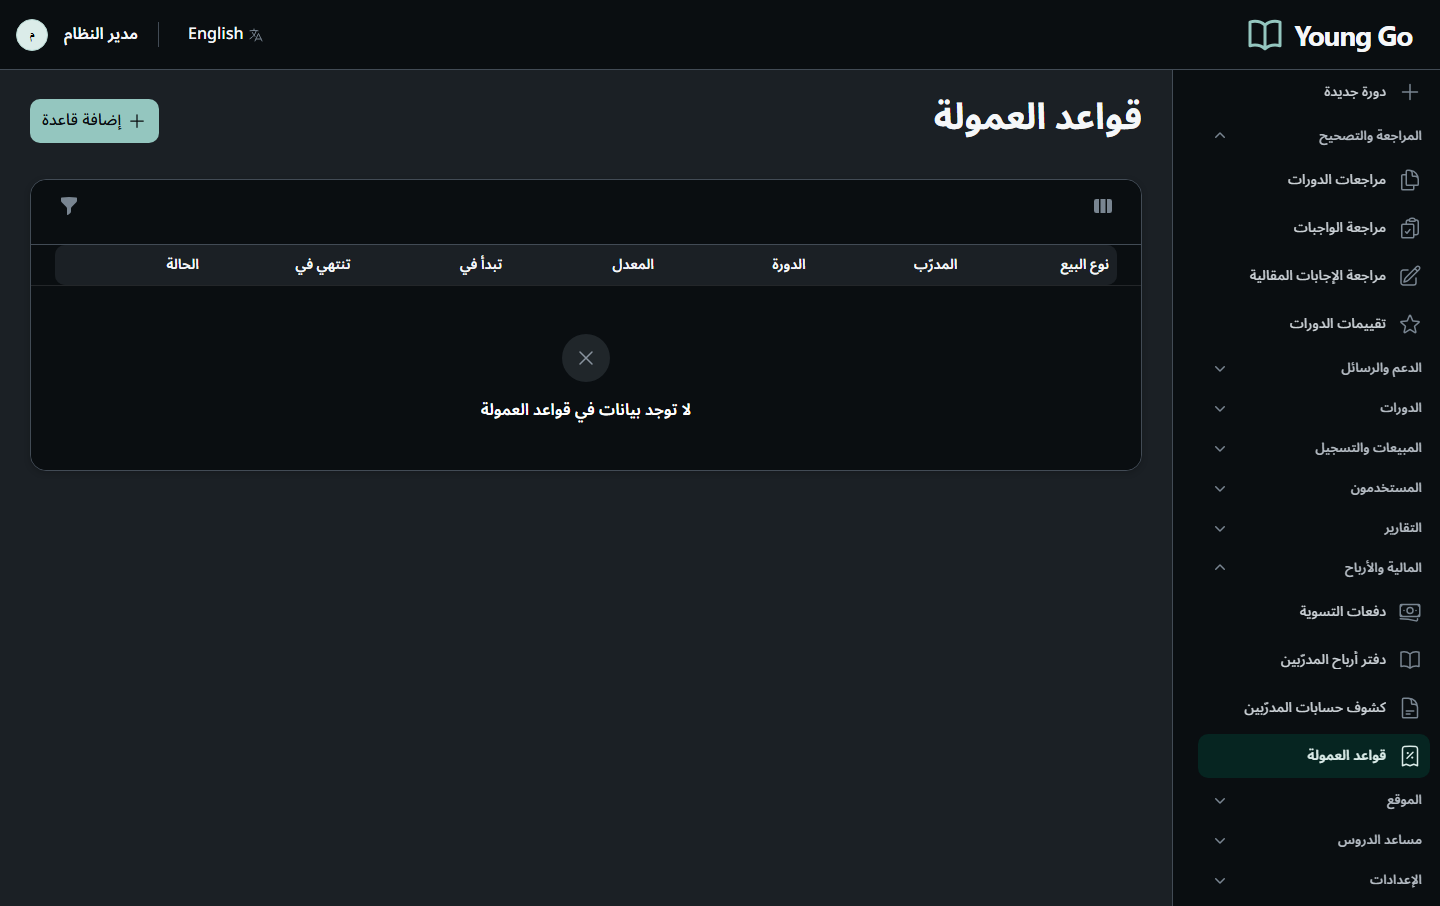 Young Go
English
مدير النظام
م
دورة جديدة
المراجعة والتصحيح
مراجعات الدورات
مراجعة الواجبات
مراجعة الإجابات المقالية
تقييمات الدورات
الدعم والرسائل
الدورات
المبيعات والتسجيل
المستخدمون
التقارير
المالية والأرباح
دفعات التسوية
دفتر أرباح المدرّبين
كشوف حسابات المدرّبين
قواعد العمولة
الموقع
مساعد الدروس
الإعدادات
قواعد العمولة
إضافة قاعدة
نوع البيع المدرّب الدورة المعدل تبدأ في تنتهي في الحالة
لا توجد بيانات في قواعد العمولة